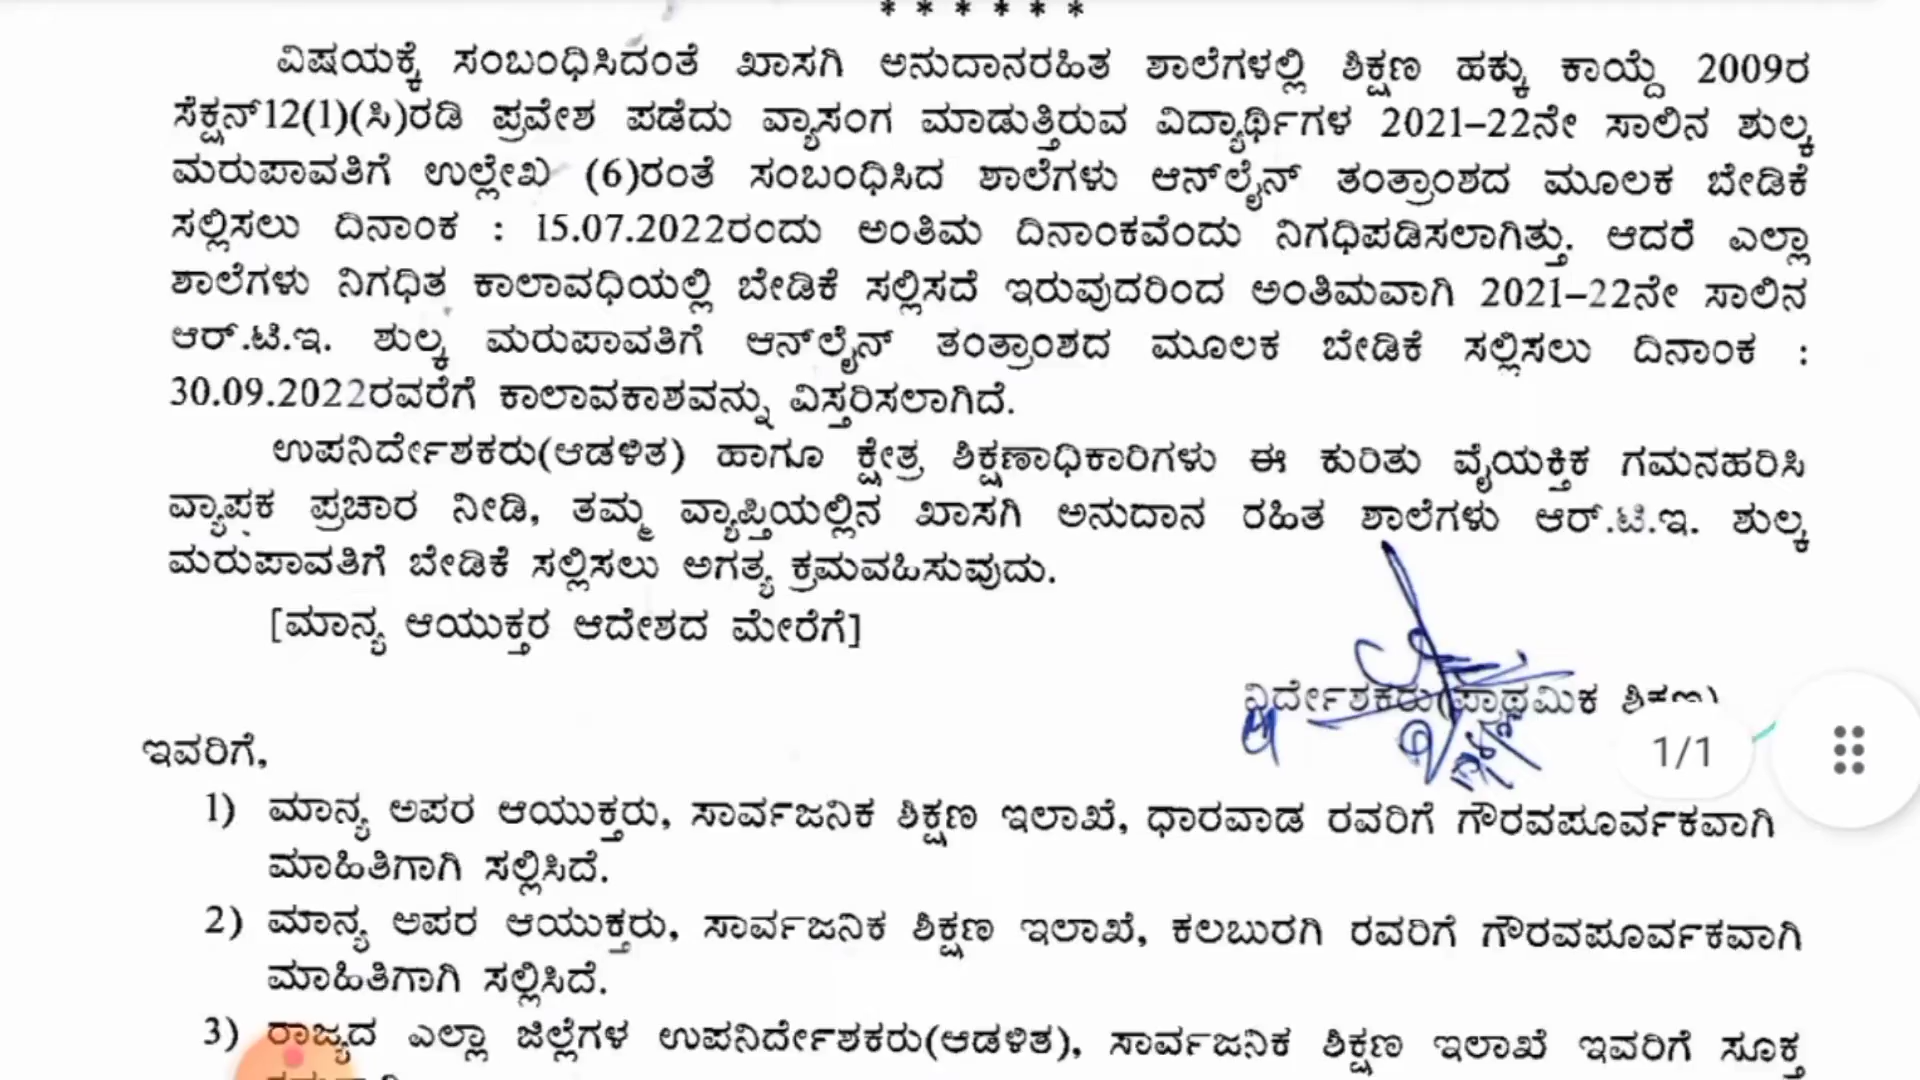 * * * * * *
ವಿಷಯಕ್ಕೆ ಸಂಬಂಧಿಸಿದಂತೆ ಖಾಸಗಿ ಅನುದಾನರಹಿತ ಶಾಲೆಗಳಲ್ಲಿ ಶಿಕ್ಷಣ ಹಕ್ಕು ಕಾಯ್ದೆ 2009ರ
ಸೆಕ್ಷನ್12(1)(ಸಿ)ರಡಿ ಪ್ರವೇಶ ಪಡೆದು ವ್ಯಾಸಂಗ ಮಾಡುತ್ತಿರುವ ವಿದ್ಯಾರ್ಥಿಗಳ 2021–22ನೇ ಸಾಲಿನ ಶುಲ್ಕ
ಮರುಪಾವತಿಗೆ ಉಲ್ಲೇಖ (6)ರಂತೆ ಸಂಬಂಧಿಸಿದ ಶಾಲೆಗಳು ಆನ್‌ಲೈನ್ ತಂತ್ರಾಂಶದ ಮೂಲಕ ಬೇಡಿಕೆ
ಸಲ್ಲಿಸಲು ದಿನಾಂಕ : 15.07.2022ರಂದು ಅಂತಿಮ ದಿನಾಂಕವೆಂದು ನಿಗಧಿಪಡಿಸಲಾಗಿತ್ತು. ಆದರೆ ಎಲ್ಲಾ
ಶಾಲೆಗಳು ನಿಗಧಿತ ಕಾಲಾವಧಿಯಲ್ಲಿ ಬೇಡಿಕೆ ಸಲ್ಲಿಸದೆ ಇರುವುದರಿಂದ ಅಂತಿಮವಾಗಿ 2021–22ನೇ ಸಾಲಿನ
ಆರ್.ಟಿ.ಇ. ಶುಲ್ಕ ಮರುಪಾವತಿಗೆ ಆನ್‌ಲೈನ್ ತಂತ್ರಾಂಶದ ಮೂಲಕ ಬೇಡಿಕೆ ಸಲ್ಲಿಸಲು ದಿನಾಂಕ :
30.09.2022ರವರೆಗೆ ಕಾಲಾವಕಾಶವನ್ನು ವಿಸ್ತರಿಸಲಾಗಿದೆ.
ಉಪನಿರ್ದೇಶಕರು(ಆಡಳಿತ) ಹಾಗೂ ಕ್ಷೇತ್ರ ಶಿಕ್ಷಣಾಧಿಕಾರಿಗಳು ಈ ಕುರಿತು ವೈಯಕ್ತಿಕ ಗಮನಹರಿಸಿ
ವ್ಯಾಪಕ ಪ್ರಚಾರ ನೀಡಿ, ತಮ್ಮ ವ್ಯಾಪ್ತಿಯಲ್ಲಿನ ಖಾಸಗಿ ಅನುದಾನ ರಹಿತ ಶಾಲೆಗಳು ಆರ್.ಟಿ.ಇ. ಶುಲ್ಕ
ಮರುಪಾವತಿಗೆ ಬೇಡಿಕೆ ಸಲ್ಲಿಸಲು ಅಗತ್ಯ ಕ್ರಮವಹಿಸುವುದು.
[ಮಾನ್ಯ ಆಯುಕ್ತರ ಆದೇಶದ ಮೇರೆಗೆ]
ನಿರ್ದೇಶಕರು(ಪ್ರಾಥಮಿಕ ಶಿಕ್ಷಣ)
1/1
ಇವರಿಗೆ,
1) ಮಾನ್ಯ ಅಪರ ಆಯುಕ್ತರು, ಸಾರ್ವಜನಿಕ ಶಿಕ್ಷಣ ಇಲಾಖೆ, ಧಾರವಾಡ ರವರಿಗೆ ಗೌರವಪೂರ್ವಕವಾಗಿ
ಮಾಹಿತಿಗಾಗಿ ಸಲ್ಲಿಸಿದೆ.
2) ಮಾನ್ಯ ಅಪರ ಆಯುಕ್ತರು, ಸಾರ್ವಜನಿಕ ಶಿಕ್ಷಣ ಇಲಾಖೆ, ಕಲಬುರಗಿ ರವರಿಗೆ ಗೌರವಪೂರ್ವಕವಾಗಿ
ಮಾಹಿತಿಗಾಗಿ ಸಲ್ಲಿಸಿದೆ.
3) ರಾಜ್ಯದ ಎಲ್ಲಾ ಜಿಲ್ಲೆಗಳ ಉಪನಿರ್ದೇಶಕರು(ಆಡಳಿತ), ಸಾರ್ವಜನಿಕ ಶಿಕ್ಷಣ ಇಲಾಖೆ ಇವರಿಗೆ ಸೂಕ್ತ